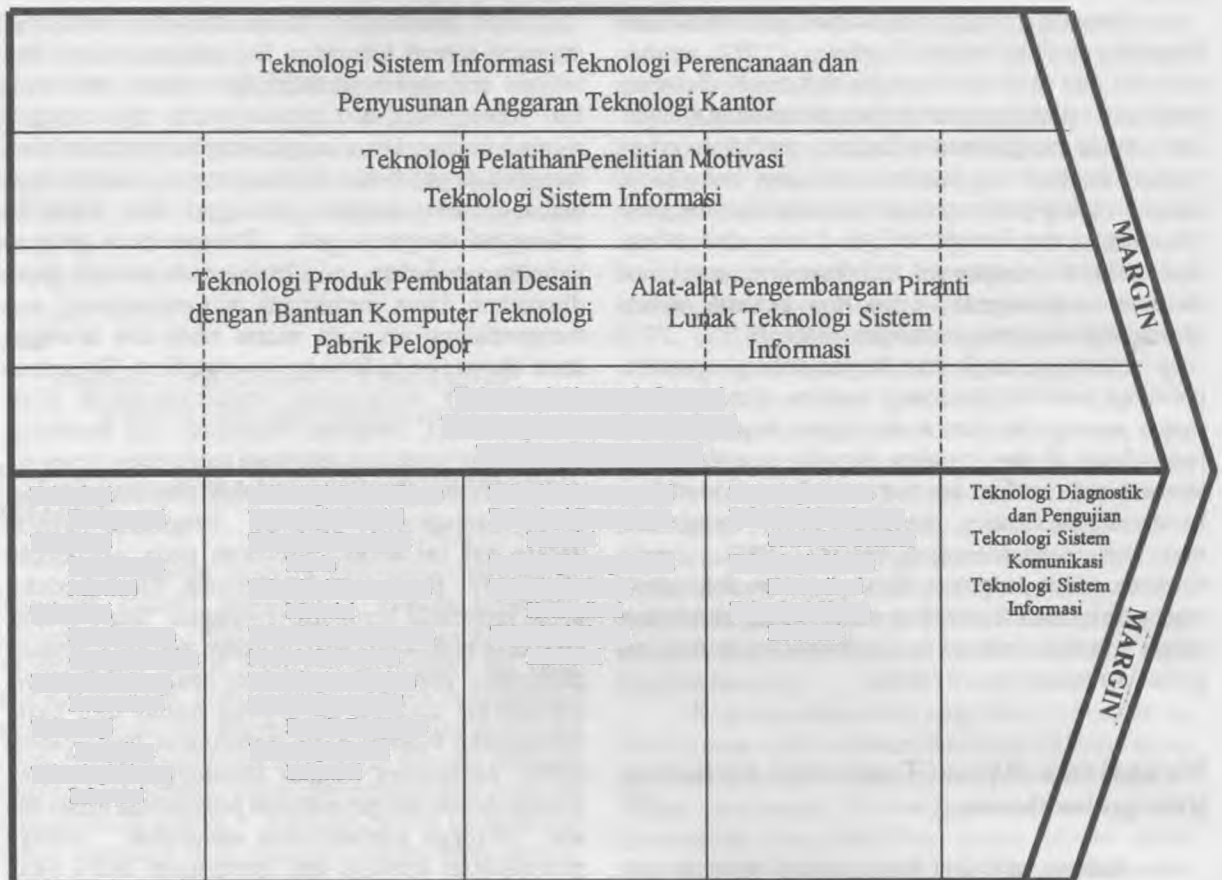 Teknologi Sistem Informasi Teknologi Perencanaan dan
Penyusunan Anggaran Teknologi Kantor
Teknologi PelatihanPenelitian Motivasi
Teknologi Sistem Informasi
Teknologi Produk Pembuatan Desain
dengan Bantuan Komputer Teknologi
Pabrik Pelopor
Alat-alat Pengembangan Piranti
Lunak Teknologi Sistem
Informasi
MARGIN
Teknologi Diagnostik
dan Pengujian
Teknologi Sistem
Komunikasi
Teknologi Sistem
Informasi
MARGIN